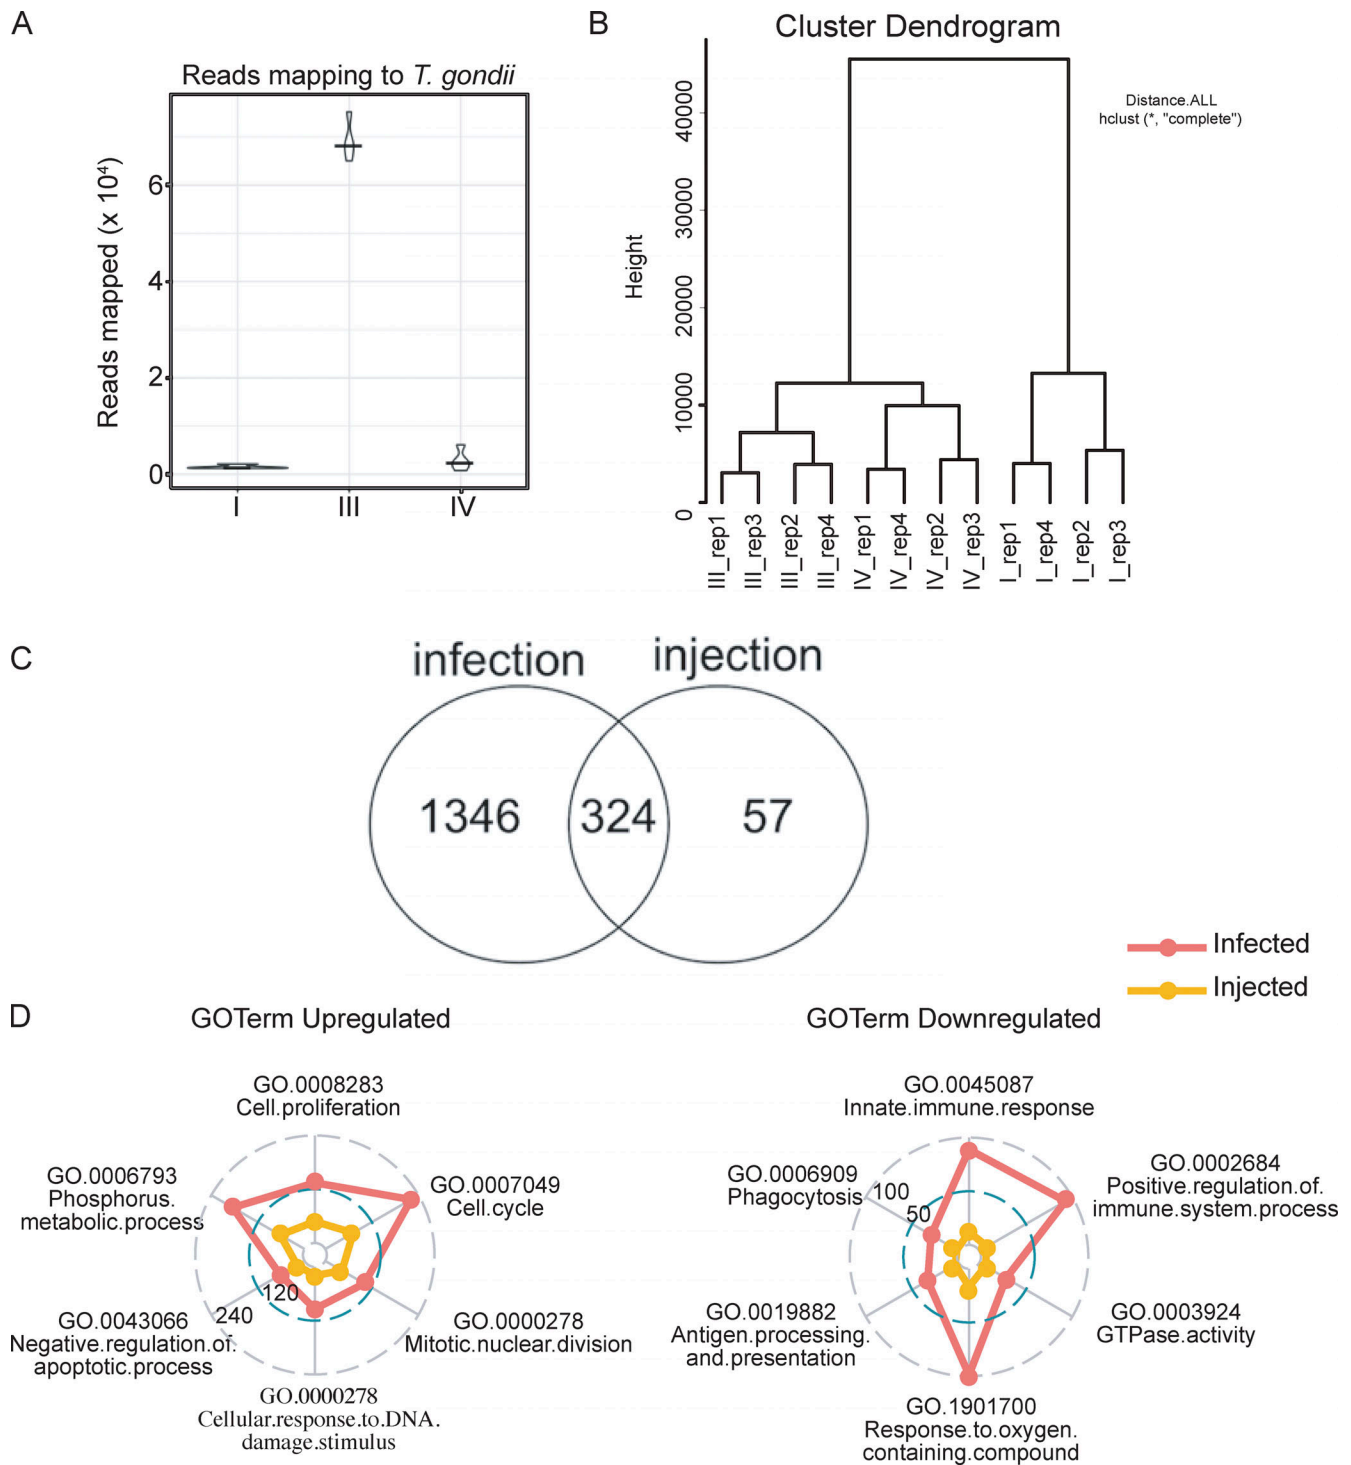 A
Reads mapping to T. gondii
Reads mapped (x 10⁴)
6
4
2
0
I
III
IV
B
Cluster Dendrogram
Distance.ALL
hclust (*, "complete")
Height
40000
30000
20000
10000
0
III_rep1
III_rep3
III_rep2
III_rep4
IV_rep1
IV_rep4
IV_rep2
IV_rep3
I_rep1
I_rep4
I_rep2
I_rep3
C
infection
injection
1346
324
57
Infected
Injected
D
GOTerm Upregulated
GO.0008283
Cell.proliferation
GO.0007049
Cell.cycle
GO.0000278
Mitotic.nuclear.division
GO.0000278
Cellular.response.to.DNA.
damage.stimulus
GO.0043066
Negative.regulation.of.
apoptotic.process
GO.0006793
Phosphorus.
metabolic.process
120
240
GOTerm Downregulated
GO.0045087
Innate.immune.response
GO.0002684
Positive.regulation.of.
immune.system.process
GO.0003924
GTPase.activity
GO.1901700
Response.to.oxygen.
containing.compound
GO.0019882
Antigen.processing.
and.presentation
GO.0006909
Phagocytosis
100
50